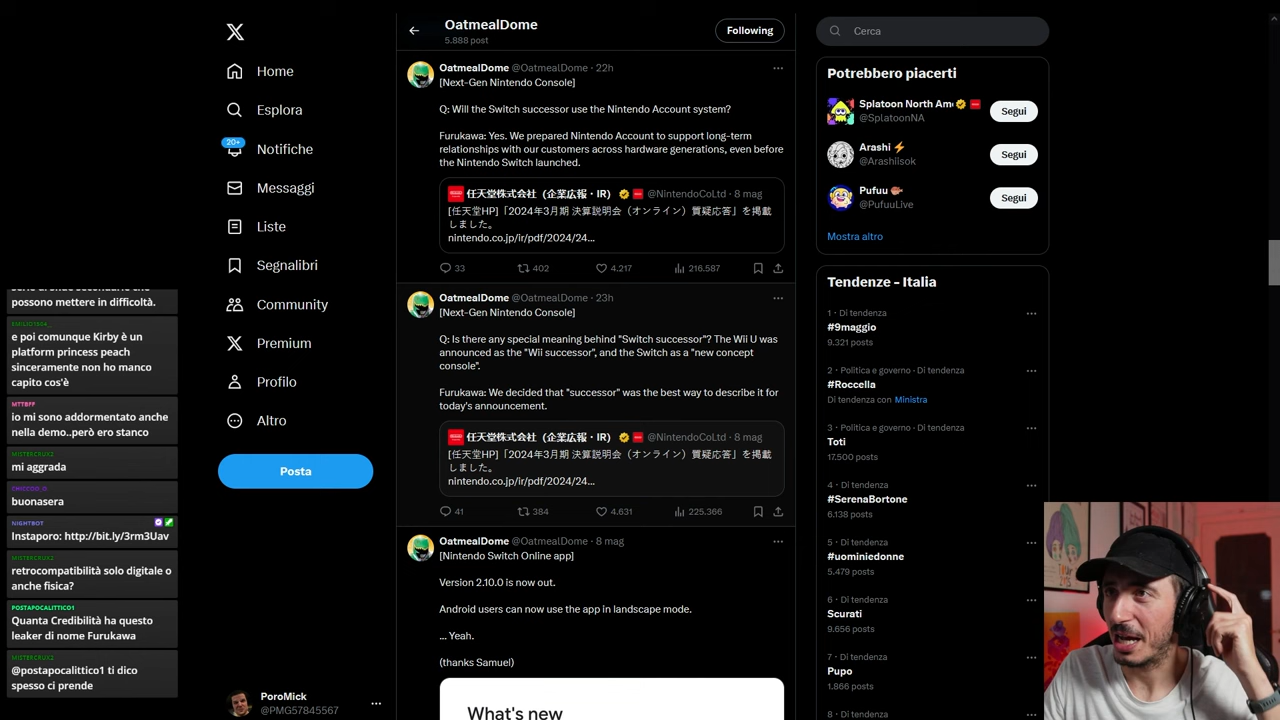 Home
Esplora
20+
Notifiche
Messaggi
Liste
Segnalibri
Community
Premium
Profilo
Altro
Posta
PoroMick
@PMG57845567
possono mettere in difficoltà.
e poi comunque Kirby è un
platform princess peach
sinceramente non ho manco
capito cos'è
MTTBFF
io mi sono addormentato anche
nella demo..però ero stanco
MISTERCRUX2
mi aggrada
buonasera
NIGHTBOT
Instaporo: http://bit.ly/3rm3Uav
MISTERCRUX2
retrocompatibilità solo digitale o
anche fisica?
POSTAPOCALITTICO1
Quanta Credibilità ha questo
leaker di nome Furukawa
MISTERCRUX2
@postapocalittico1 ti dico
spesso ci prende
OatmealDome
5.888 post
Following
OatmealDome @OatmealDome · 22h
[Next-Gen Nintendo Console]
Q: Will the Switch successor use the Nintendo Account system?
Furukawa: Yes. We prepared Nintendo Account to support long-term
relationships with our customers across hardware generations, even before
the Nintendo Switch launched.
任天堂株式会社（企業広報・IR） @NintendoCoLtd · 8 mag
[任天堂HP]「2024年3月期 決算説明会（オンライン）質疑応答」を掲載
しました。
nintendo.co.jp/ir/pdf/2024/24...
33 402 4.217 216.587
OatmealDome @OatmealDome · 23h
[Next-Gen Nintendo Console]
Q: Is there any special meaning behind "Switch successor"? The Wii U was
announced as the "Wii successor", and the Switch as a "new concept
console".
Furukawa: We decided that "successor" was the best way to describe it for
today's announcement.
任天堂株式会社（企業広報・IR） @NintendoCoLtd · 8 mag
[任天堂HP]「2024年3月期 決算説明会（オンライン）質疑応答」を掲載
しました。
nintendo.co.jp/ir/pdf/2024/24...
41 384 4.631 225.366
OatmealDome @OatmealDome · 8 mag
[Nintendo Switch Online app]
Version 2.10.0 is now out.
Android users can now use the app in landscape mode.
... Yeah.
(thanks Samuel)
What's new
Cerca
Potrebbero piacerti
Splatoon North Am
@SplatoonNA
Segui
Arashi
@Arashiisok
Segui
Pufuu
@PufuuLive
Segui
Mostra altro
Tendenze - Italia
1 · Di tendenza
#9maggio
9.321 posts
2 · Politica e governo · Di tendenza
#Roccella
Di tendenza con Ministra
3 · Politica e governo · Di tendenza
Toti
17.500 posts
4 · Di tendenza
#SerenaBortone
6.138 posts
5 · Di tendenza
#uominiedonne
5.479 posts
6 · Di tendenza
Scurati
9.656 posts
7 · Di tendenza
Pupo
1.866 posts
8 · Di tendenza